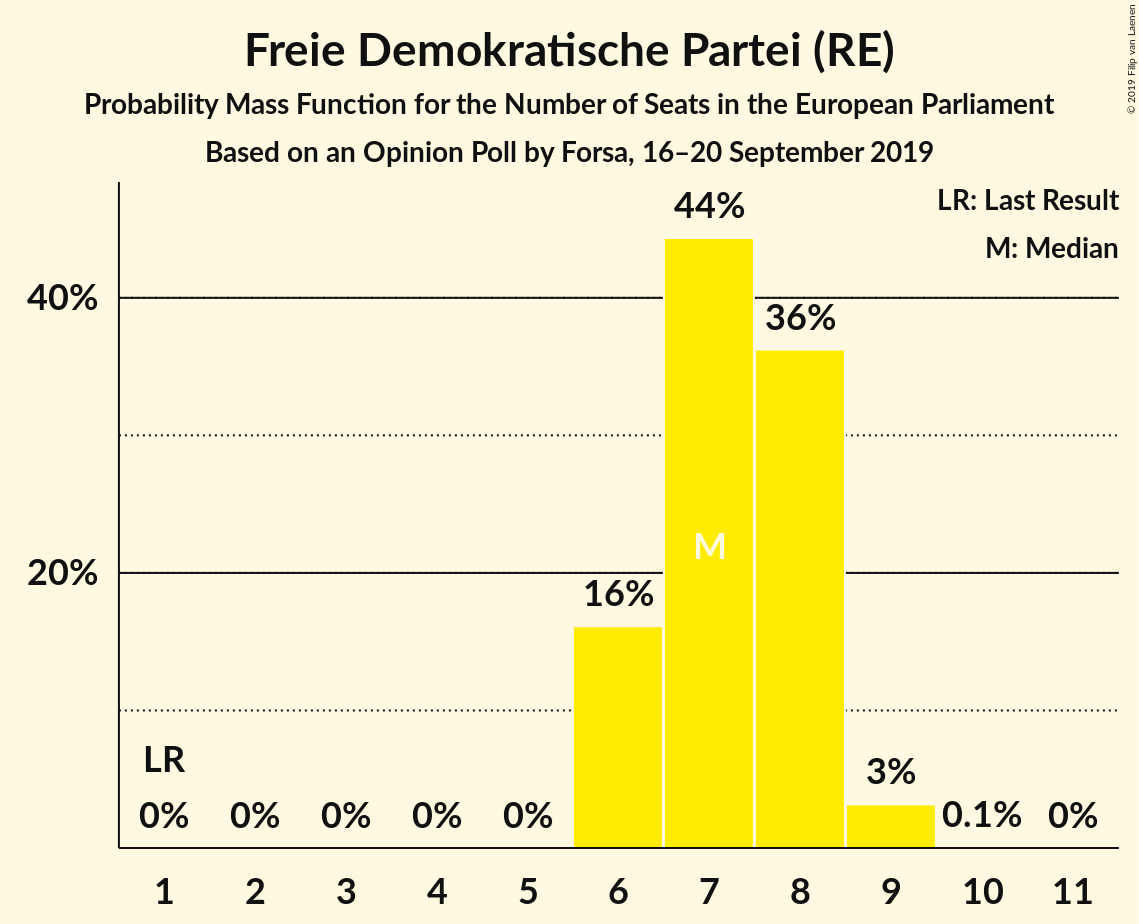 Freie Demokratische Partei (RE)
Probability Mass Function for the Number of Seats in the European Parliament
Based on an Opinion Poll by Forsa, 16–20 September 2019
© 2019 Filip van Laenen
LR: Last Result
M: Median
44%
40%
36%
M
20%
16%
LR
3%
0% 0% 0% 0% 0% 0.1% 0%
1 2 3 4 5 6 7 8 9 10 11